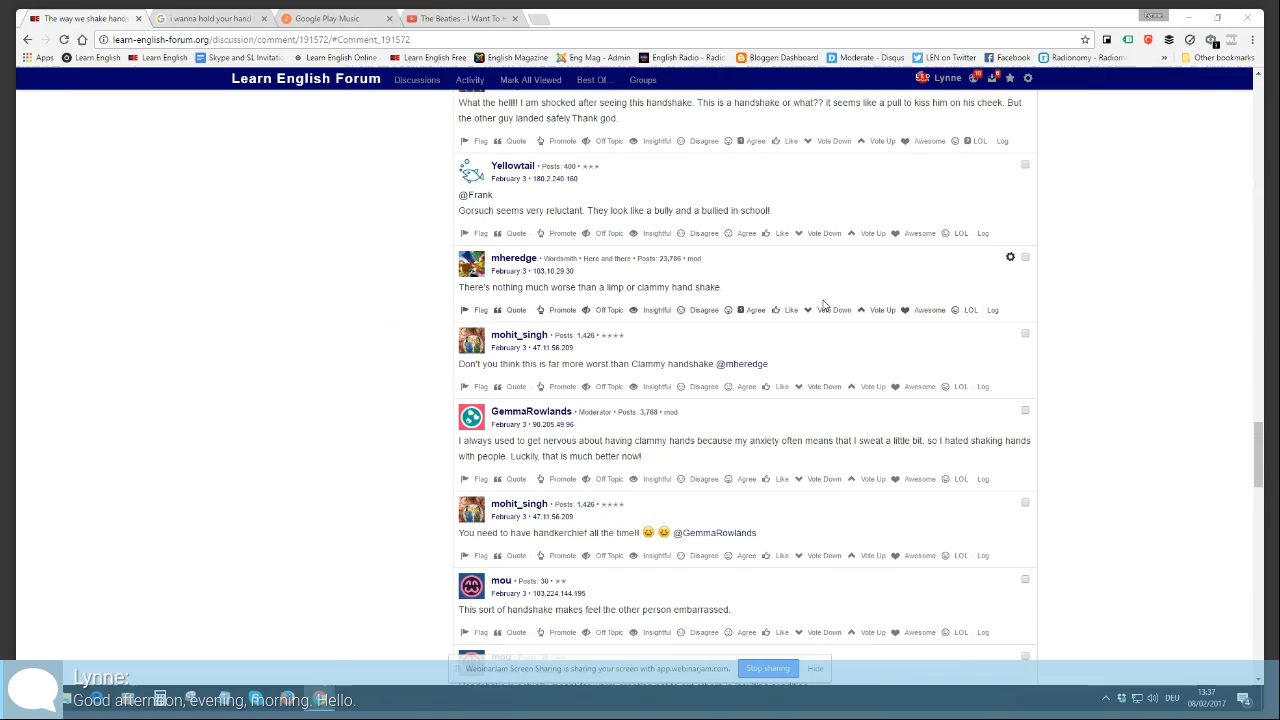 The way we shake hands
i wanna hold your hand
Google Play Music
The Beatles - I Want To H
Lynne
learn-english-forum.org/discussion/comment/191572/#Comment_191572
Apps Learn English Learn English Skype and SL Invitatio Learn English Online Learn English Free English Magazine Eng Mag - Admin English Radio - Radio Blogger: Dashboard Moderate - Disqus LEN on Twitter Facebook Radionomy - Radiono Other bookmarks
Learn English Forum Discussions Activity Mark All Viewed Best Of... Groups LEO Lynne 10 6
What the hell!!! I am shocked after seeing this handshake. This is a handshake or what?? it seems like a pull to kiss him on his cheek. But
the other guy landed safely.Thank god.
Flag Quote Promote Off Topic Insightful Disagree 1 Agree Like Vote Down Vote Up Awesome 2 LOL Log
Yellowtail • Posts: 400 • ★★★
February 3 • 180.2.240.160
@Frank
Gorsuch seems very reluctant. They look like a bully and a bullied in school!
Flag Quote · Promote Off Topic Insightful Disagree Agree Like Vote Down Vote Up Awesome LOL · Log
mheredge • Wordsmith • Here and there • Posts: 23,786 • mod
February 3 • 103.10.29.30
There's nothing much worse than a limp or clammy hand shake.
Flag Quote · Promote Off Topic Insightful Disagree 1 Agree Like Vote Down Vote Up Awesome LOL · Log
mohit_singh • Posts: 1,426 • ★★★★
February 3 • 47.11.56.209
Don't you think this is far more worst than Clammy handshake @mheredge
Flag Quote · Promote Off Topic Insightful Disagree Agree Like Vote Down Vote Up Awesome LOL · Log
GemmaRowlands • Moderator • Posts: 3,768 • mod
February 3 • 90.205.49.96
I always used to get nervous about having clammy hands because my anxiety often means that I sweat a little bit, so I hated shaking hands
with people. Luckily, that is much better now!
Flag Quote · Promote Off Topic Insightful Disagree Agree Like Vote Down Vote Up Awesome LOL · Log
mohit_singh • Posts: 1,426 • ★★★★
February 3 • 47.11.56.209
You need to have handkerchief all the time!! 😄 😄 @GemmaRowlands
Flag Quote · Promote Off Topic Insightful Disagree Agree Like Vote Down Vote Up Awesome LOL · Log
mou • Posts: 30 • ★★
February 3 • 103.224.144.195
This sort of handshake makes feel the other person embarrassed.
Flag Quote · Promote Off Topic Insightful Disagree Agree Like Vote Down Vote Up Awesome LOL · Log
mou
WebinarJam Screen Sharing is sharing your screen with app.webinarjam.com. Stop sharing Hide
Lynne:
Good afternoon, evening, morning. Hello.
DEU
13:37
08/02/2017
4